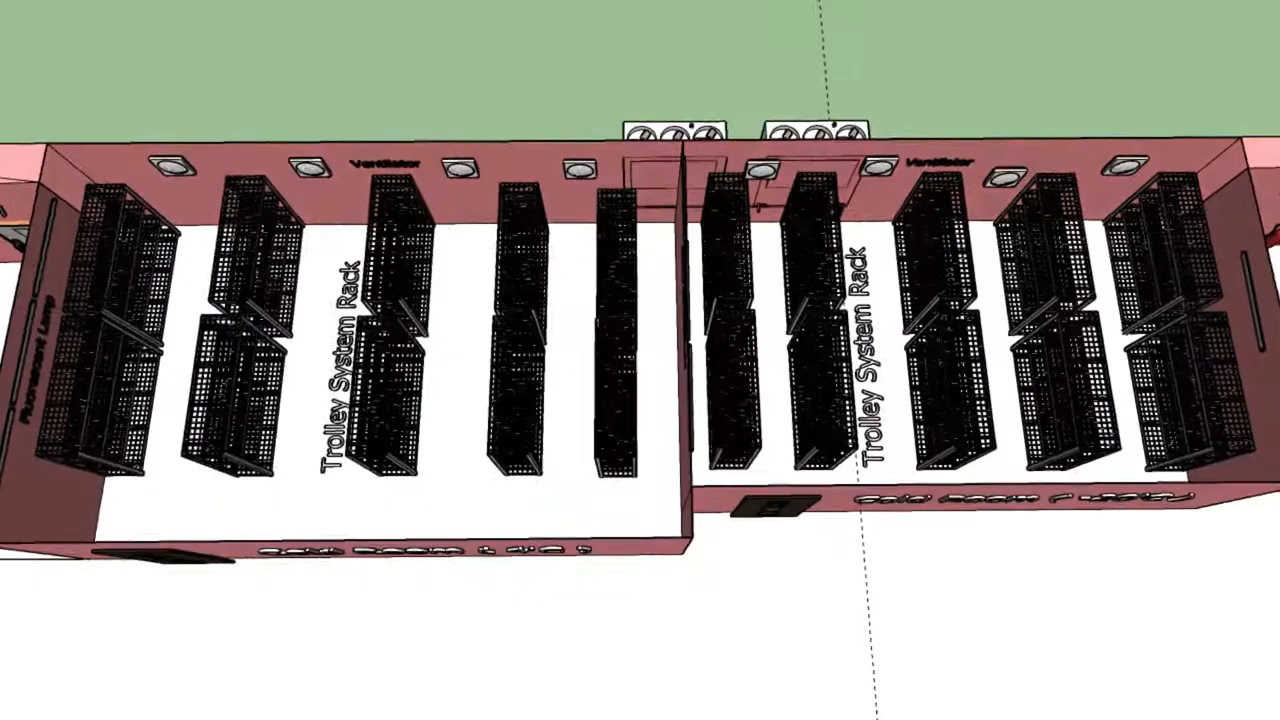 Ventilator
Ventilator
Trolley System Rack
Trolley System Rack
Fluorescent Lamp